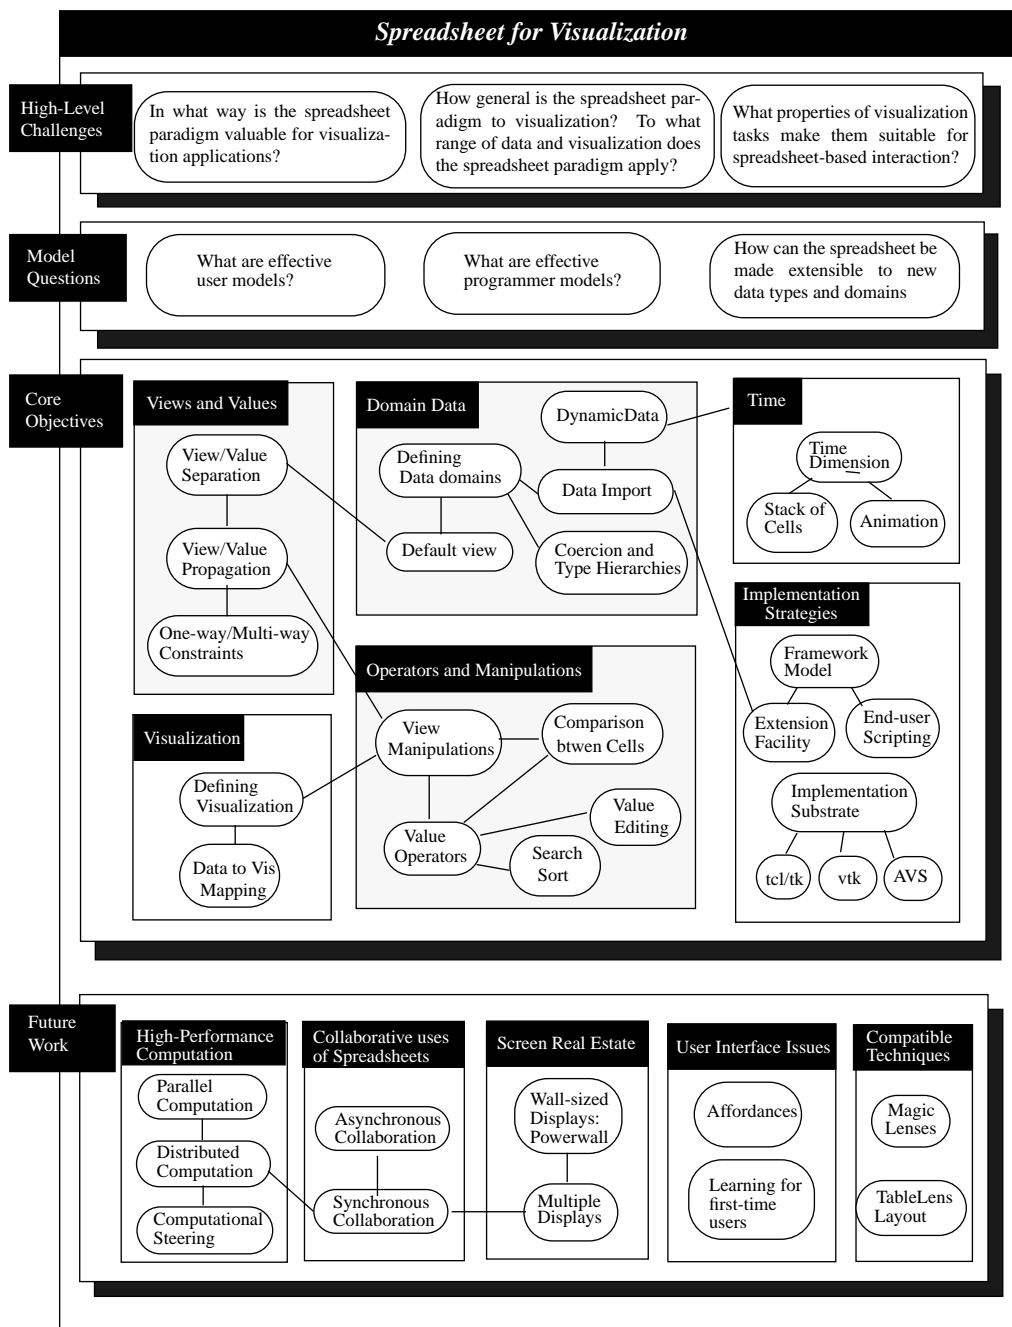 Spreadsheet for Visualization
High-Level
Challenges
In what way is the spreadsheet
paradigm valuable for visualiza-
tion applications?
How general is the spreadsheet par-
adigm to visualization? To what
range of data and visualization does
the spreadsheet paradigm apply?
What properties of visualization
tasks make them suitable for
spreadsheet-based interaction?
Model
Questions
What are effective
user models?
What are effective
programmer models?
How can the spreadsheet be
made extensible to new
data types and domains
Core
Objectives
Views and Values
View/Value
Separation
View/Value
Propagation
One-way/Multi-way
Constraints
Domain Data
DynamicData
Defining
Data domains
Data Import
Default view
Coercion and
Type Hierarchies
Time
Time
Dimension
Stack of
Cells
Animation
Implementation
Strategies
Framework
Model
Extension
Facility
End-user
Scripting
Implementation
Substrate
tcl/tk
vtk
AVS
Operators and Manipulations
View
Manipulations
Comparison
btwen Cells
Value
Operators
Value
Editing
Search
Sort
Visualization
Defining
Visualization
Data to Vis
Mapping
Future
Work
High-Performance
Computation
Parallel
Computation
Distributed
Computation
Computational
Steering
Collaborative uses
of Spreadsheets
Asynchronous
Collaboration
Synchronous
Collaboration
Screen Real Estate
Wall-sized
Displays:
Powerwall
Multiple
Displays
User Interface Issues
Affordances
Learning for
first-time
users
Compatible
Techniques
Magic
Lenses
TableLens
Layout